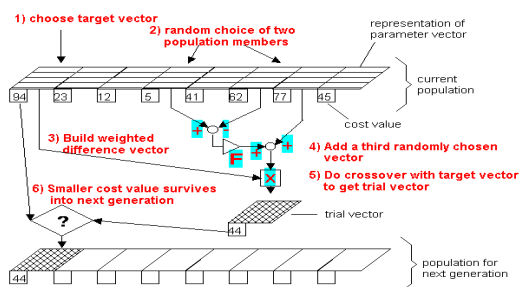 1) choose target vector
2) random choice of two
population members
representation of
parameter vector
current
population
94 23 12 5 41 62 77 45
cost value
+ -
3) Build weighted
difference vector
F
+ +
4) Add a third randomly chosen
vector
5) Do crossover with target vector
to get trial vector
X
6) Smaller cost value survives
into next generation
?
trial vector
44
population for
next generation
44